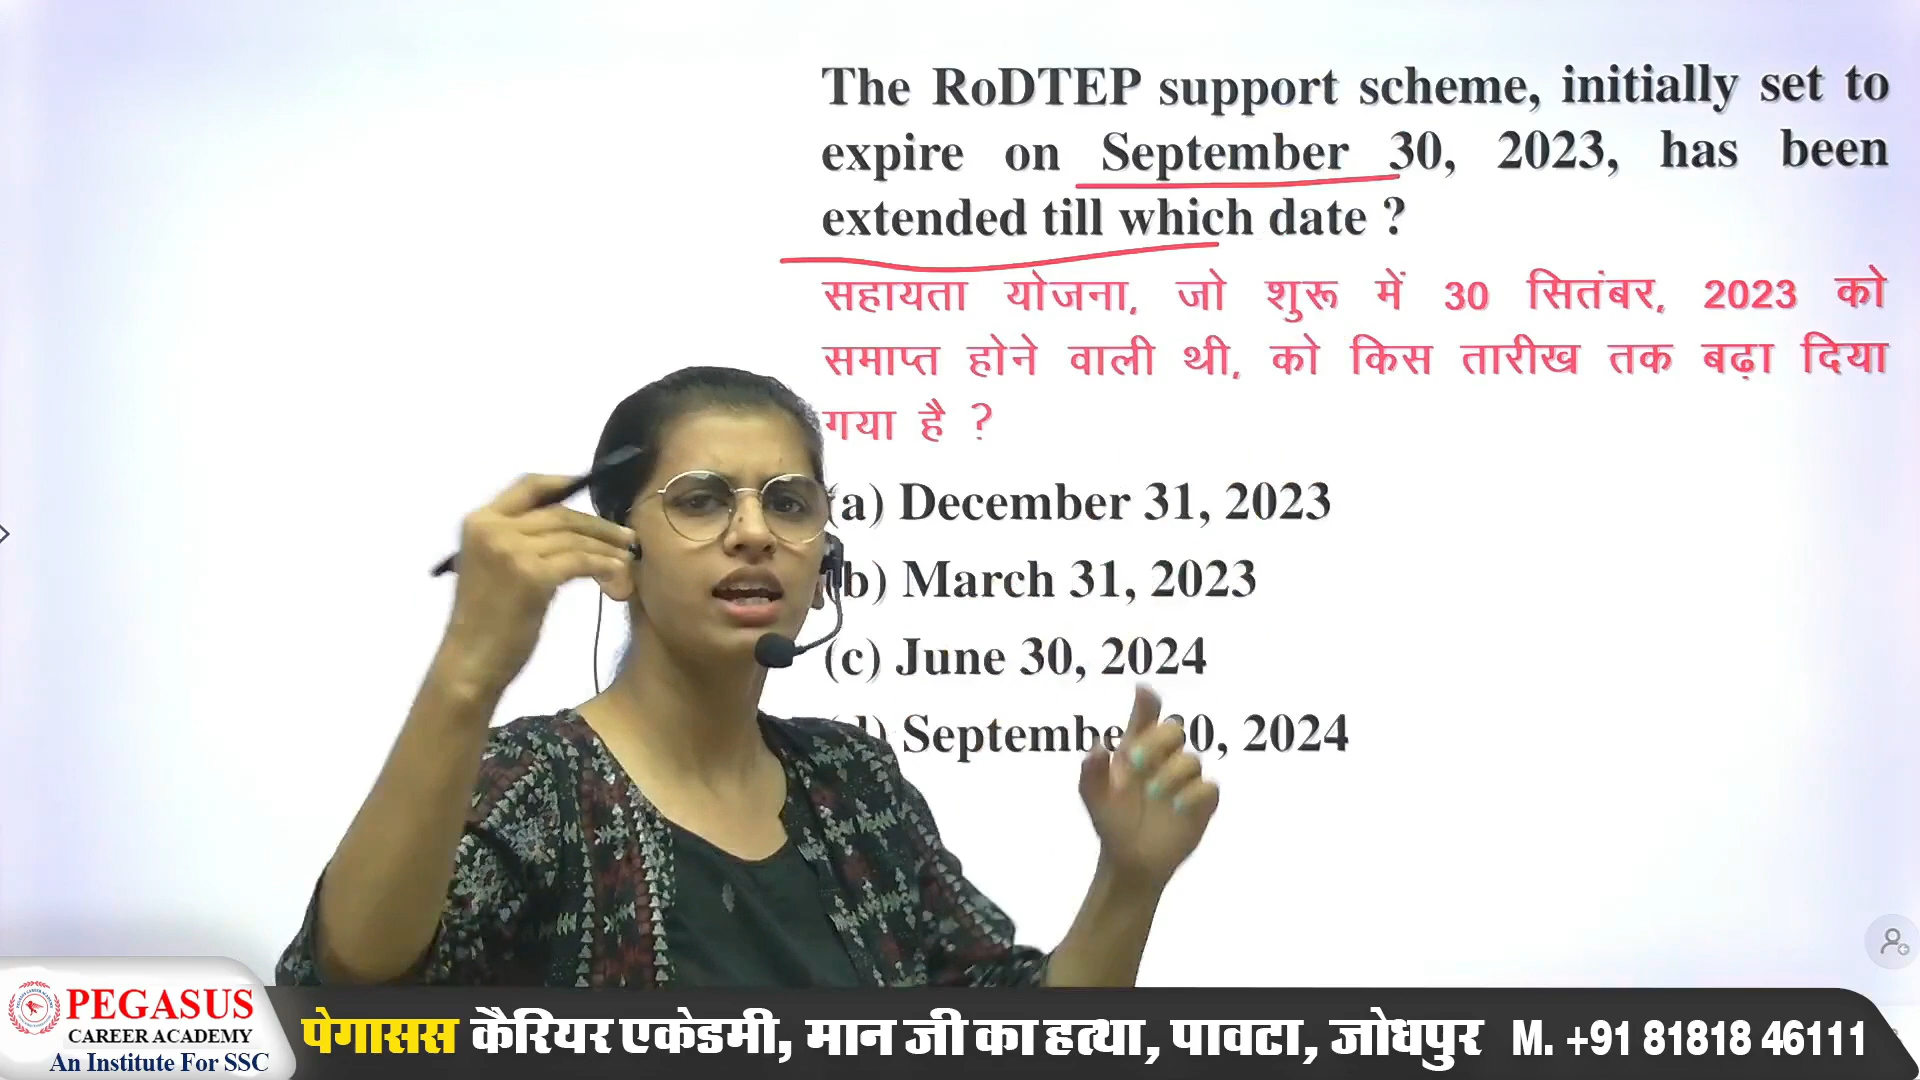 The RoDTEP support scheme, initially set to
expire on September 30, 2023, has been
extended till which date ?
सहायता योजना, जो शुरू में 30 सितंबर, 2023 को
समाप्त होने वाली थी, को किस तारीख तक बढ़ा दिया
गया है ?
(a) December 31, 2023
(b) March 31, 2023
(c) June 30, 2024
(d) September 30, 2024
PEGASUS
CAREER ACADEMY
An Institute For SSC
पेगासस कैरियर एकेडमी, मान जी का हत्था, पावटा, जोधपुर M. +91 81818 46111